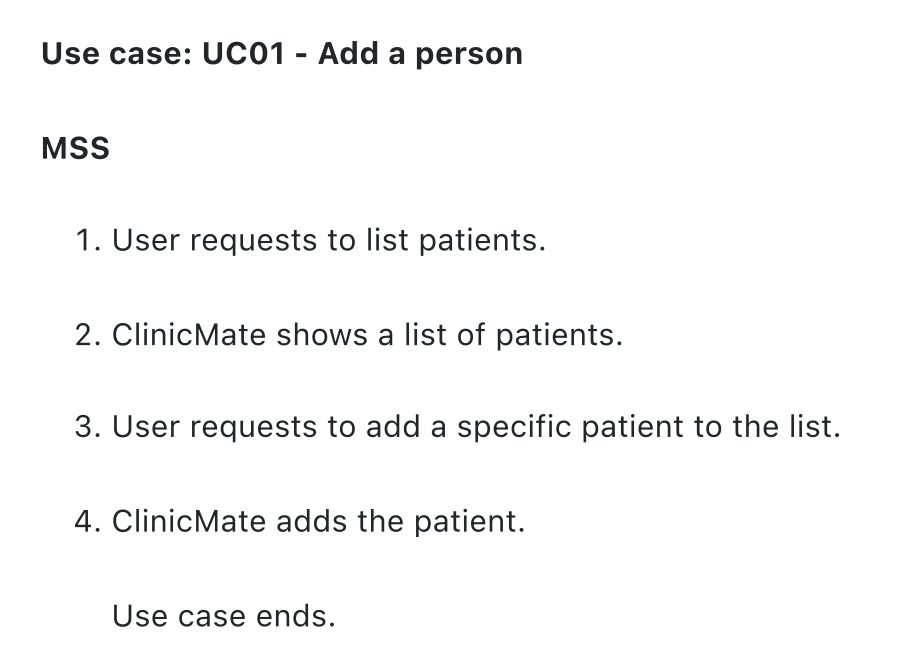 Use case: UC01 - Add a person
MSS
1. User requests to list patients.
2. ClinicMate shows a list of patients.
3. User requests to add a specific patient to the list.
4. ClinicMate adds the patient.
Use case ends.